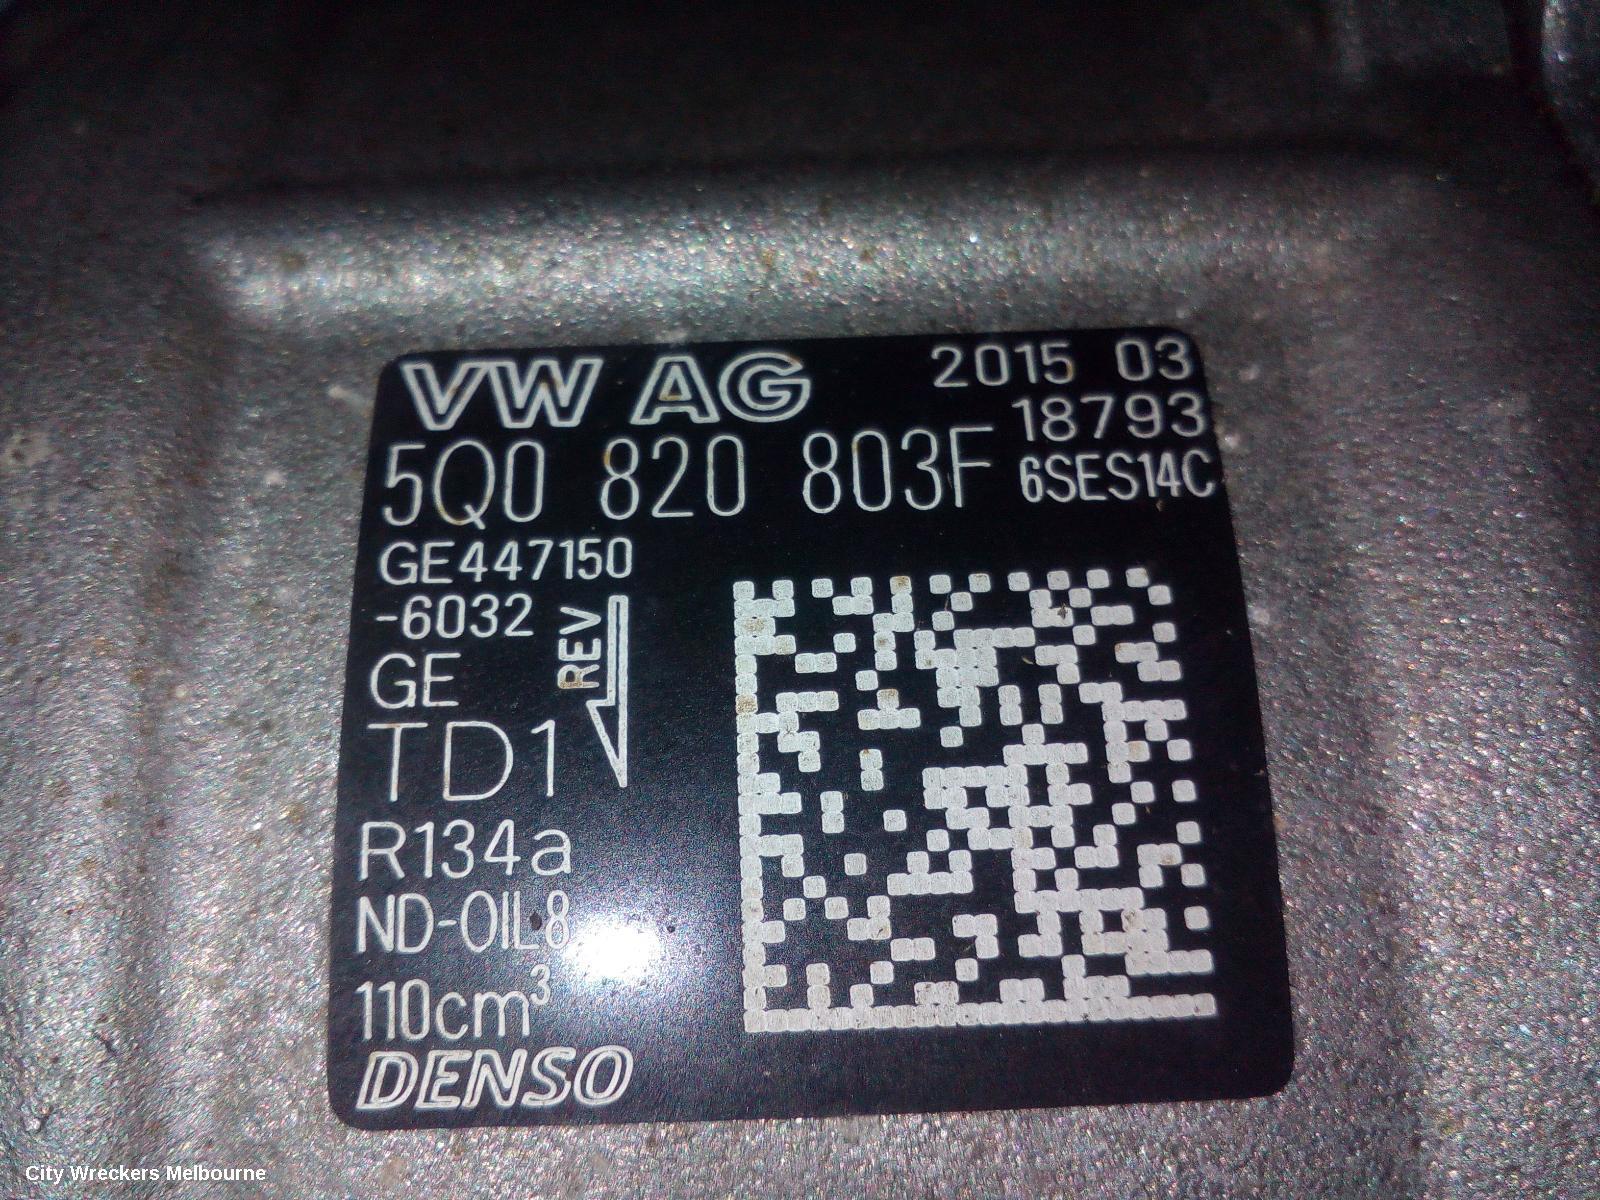 VW AG
2015 03
18793
5Q0 820 803F
6SES14C
GE447150
-6032
REV
GE
TD1
R134a
ND-OIL8
110cm³
DENSO
City Wreckers Melbourne